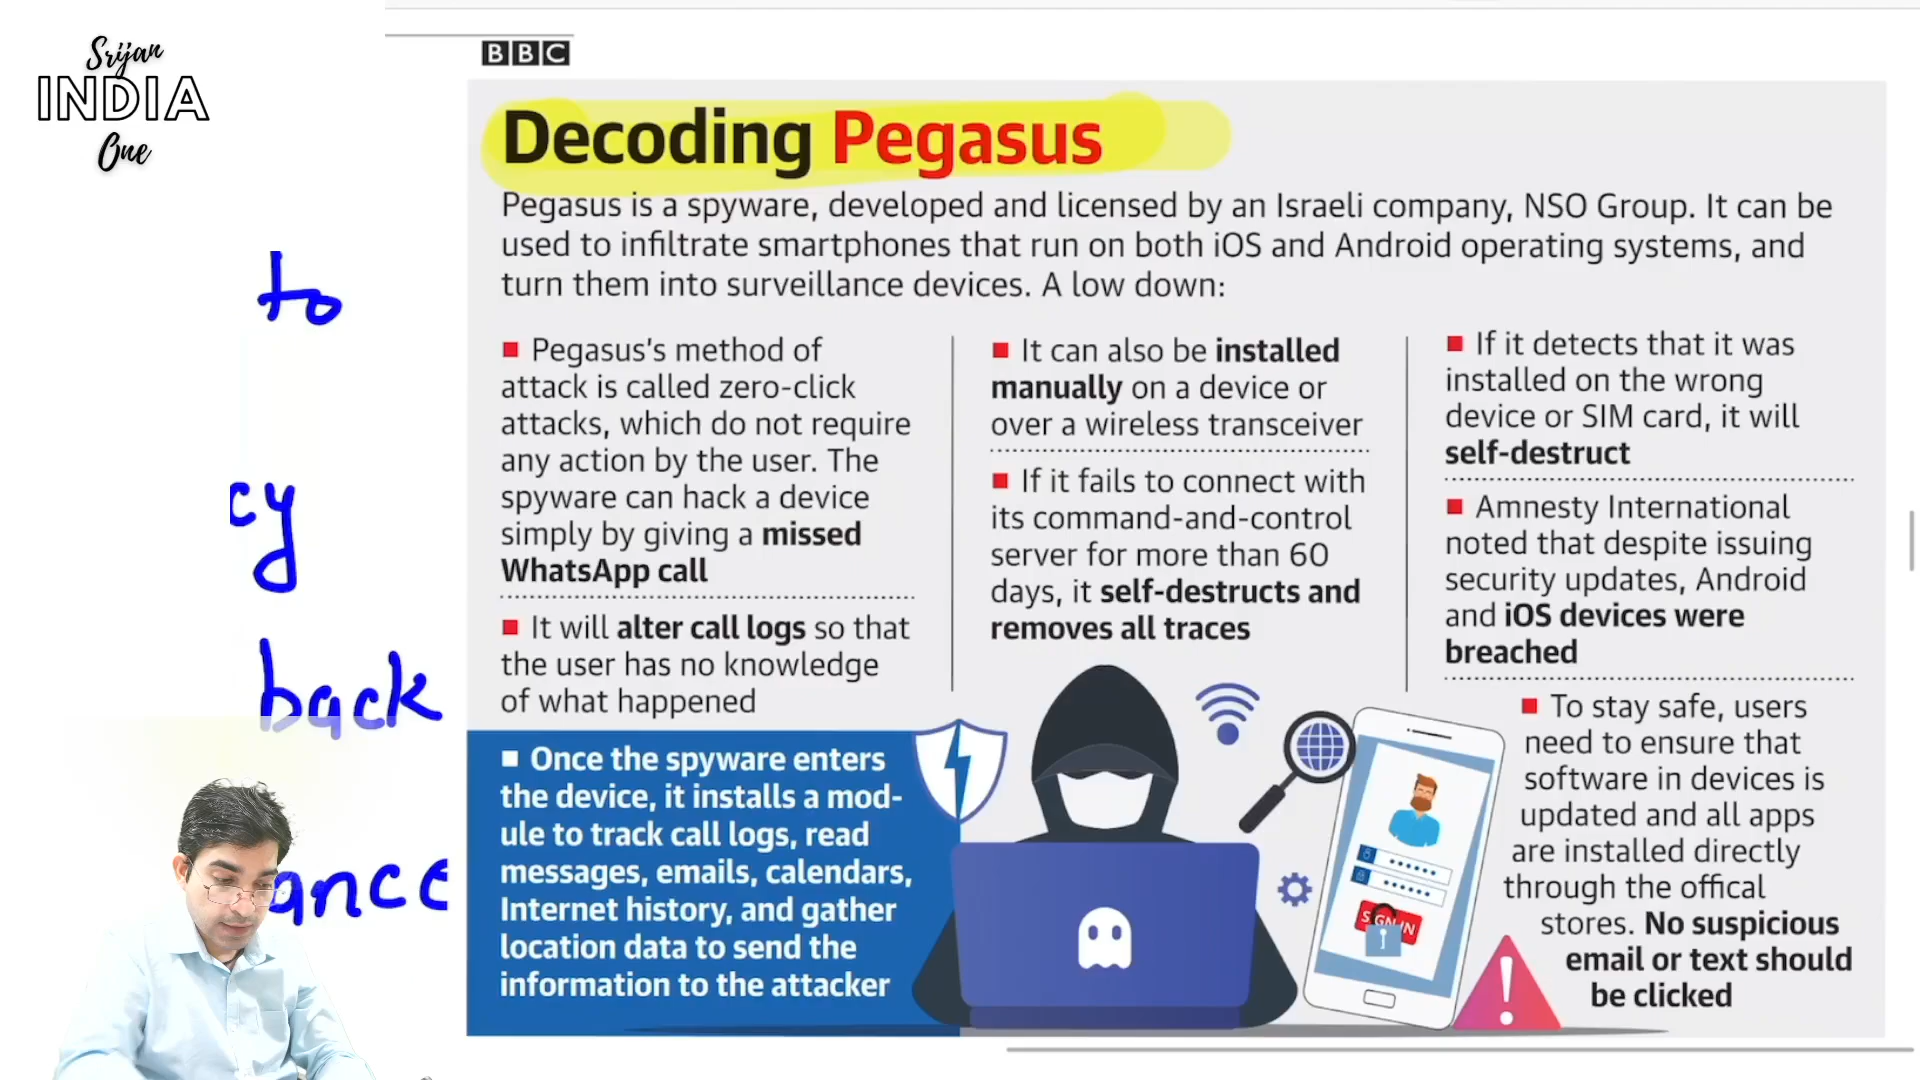 Srijan
INDIA
One
to
cy
back
ance
BBC
Decoding Pegasus
Pegasus is a spyware, developed and licensed by an Israeli company, NSO Group. It can be
used to infiltrate smartphones that run on both iOS and Android operating systems, and
turn them into surveillance devices. A low down:
Pegasus's method of
attack is called zero-click
attacks, which do not require
any action by the user. The
spyware can hack a device
simply by giving a missed
WhatsApp call
It will alter call logs so that
the user has no knowledge
of what happened
Once the spyware enters
the device, it installs a mod-
ule to track call logs, read
messages, emails, calendars,
Internet history, and gather
location data to send the
information to the attacker
It can also be installed
manually on a device or
over a wireless transceiver
If it fails to connect with
its command-and-control
server for more than 60
days, it self-destructs and
removes all traces
If it detects that it was
installed on the wrong
device or SIM card, it will
self-destruct
Amnesty International
noted that despite issuing
security updates, Android
and iOS devices were
breached
To stay safe, users
need to ensure that
software in devices is
updated and all apps
are installed directly
through the offical
stores. No suspicious
email or text should
be clicked
SIGN IN